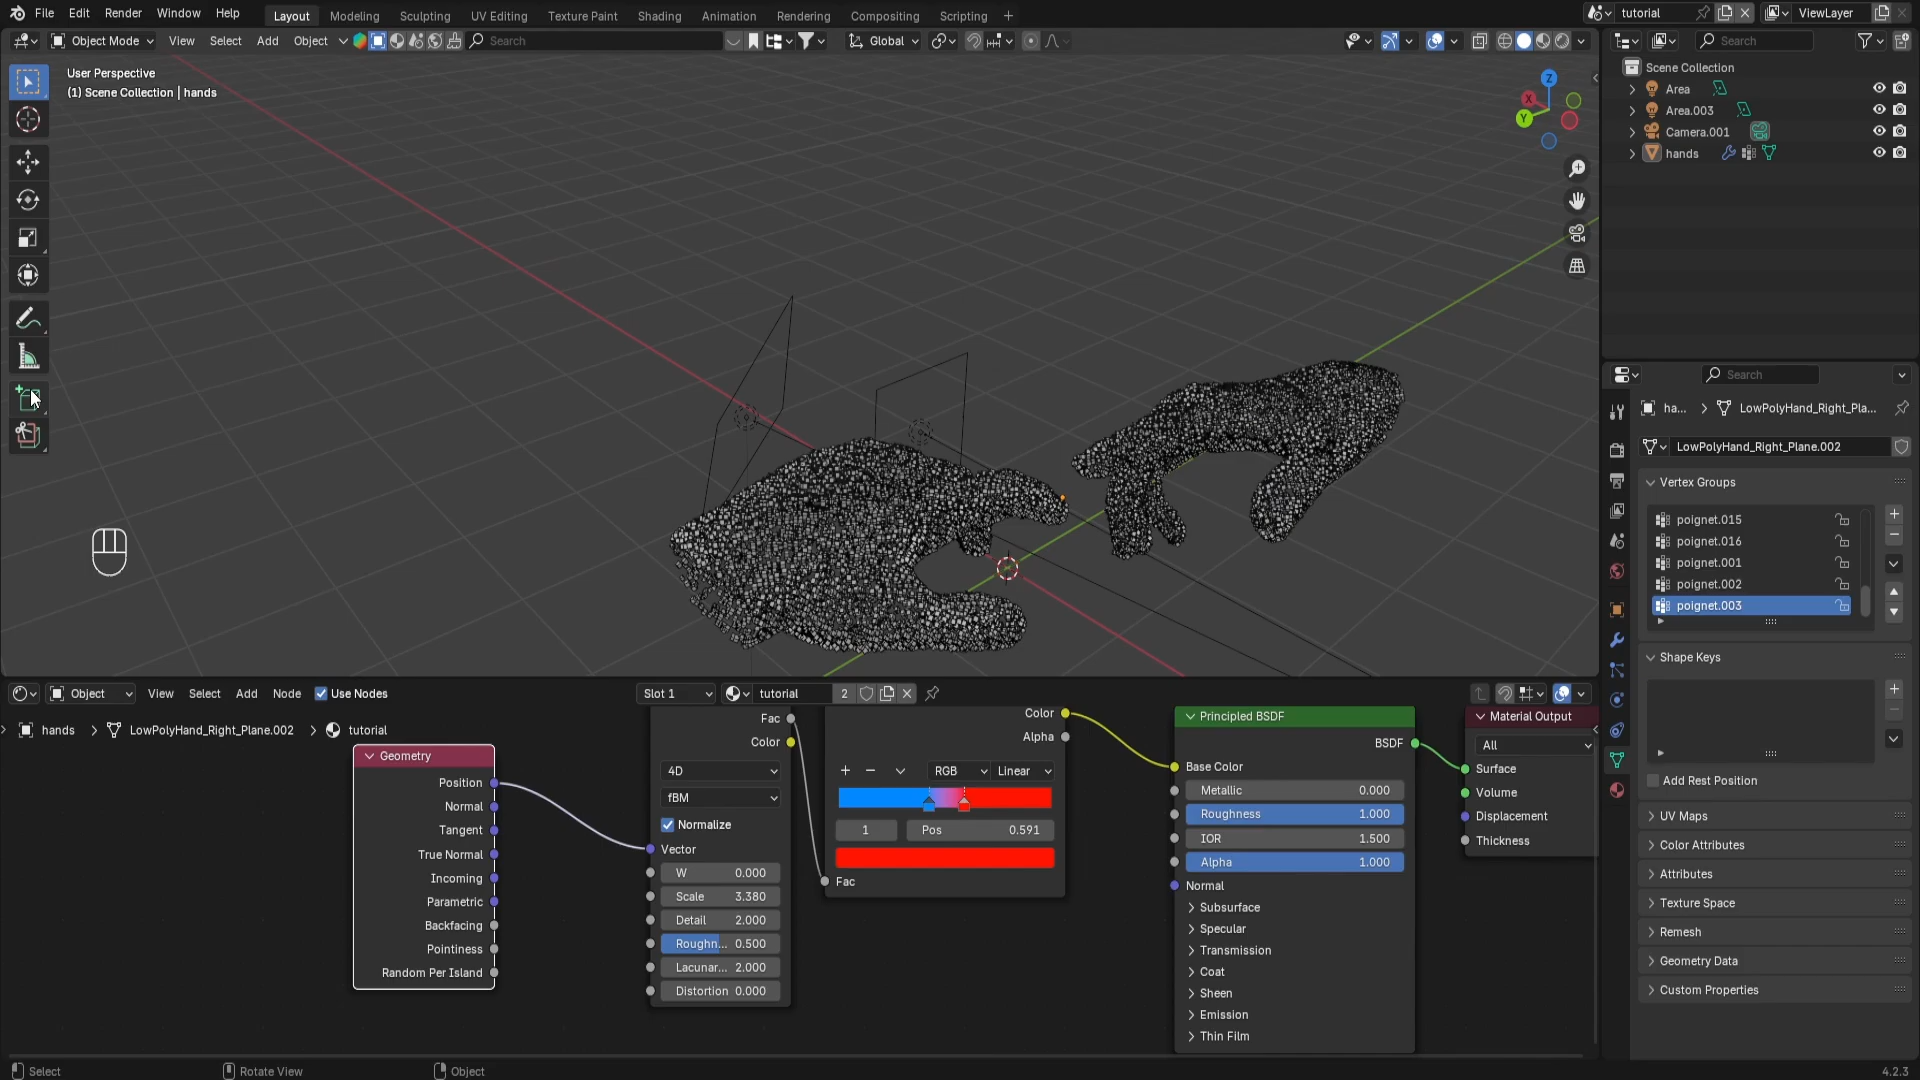 File Edit Render Window Help Layout Modeling Sculpting UV Editing Texture Paint Shading Animation Rendering Compositing Scripting + tutorial ViewLayer
Object Mode View Select Add Object Search Global Search
User Perspective
(1) Scene Collection | hands
Z
X
Y
Scene Collection
Area
Area.003
Camera.001
hands
Search
ha... LowPolyHand_Right_Pla...
LowPolyHand_Right_Plane.002
Vertex Groups
poignet.015
poignet.016
poignet.001
poignet.002
poignet.003
Shape Keys
Add Rest Position
UV Maps
Color Attributes
Attributes
Texture Space
Remesh
Geometry Data
Custom Properties
Object View Select Add Node Use Nodes Slot 1 tutorial 2
hands LowPolyHand_Right_Plane.002 tutorial
Geometry
Position
Normal
Tangent
True Normal
Incoming
Parametric
Backfacing
Pointiness
Random Per Island
Fac
Color
4D
fBM
Normalize
Vector
W 0.000
Scale 3.380
Detail 2.000
Roughn... 0.500
Lacunar... 2.000
Distortion 0.000
Color
Alpha
RGB Linear
1 Pos 0.591
Fac
Principled BSDF
BSDF
Base Color
Metallic 0.000
Roughness 1.000
IOR 1.500
Alpha 1.000
Normal
Subsurface
Specular
Transmission
Coat
Sheen
Emission
Thin Film
Material Output
All
Surface
Volume
Displacement
Thickness
Select Rotate View Object 4.2.3